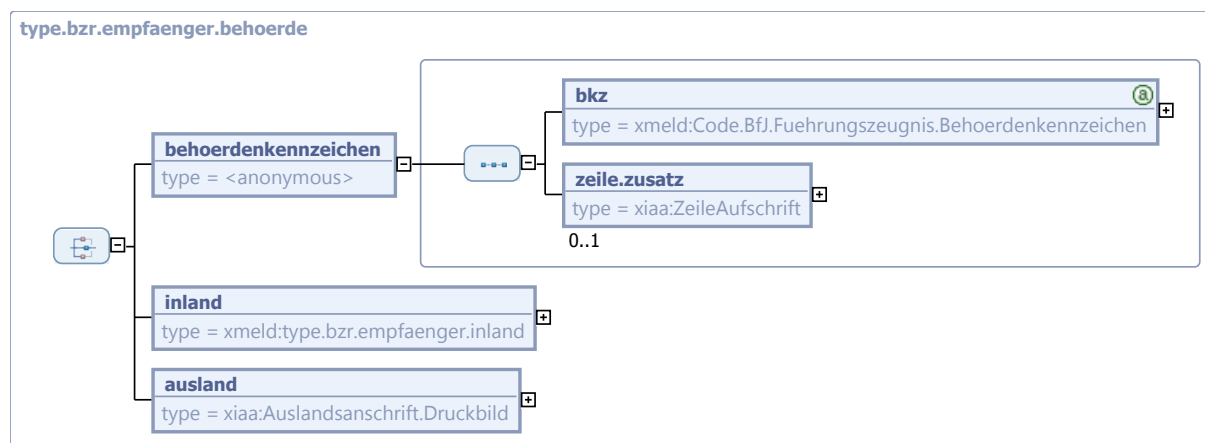 type.bzr.empfaenger.behoerde
bkz
type = xmeld:Code.BfJ.Fuehrungszeugnis.Behoerdenkennzeichen
behoerdenkennzeichen
type = <anonymous>
zeile.zusatz
type = xiaa:ZeileAufschrift
0..1
inland
type = xmeld:type.bzr.empfaenger.inland
ausland
type = xiaa:Auslandsanschrift.Druckbild